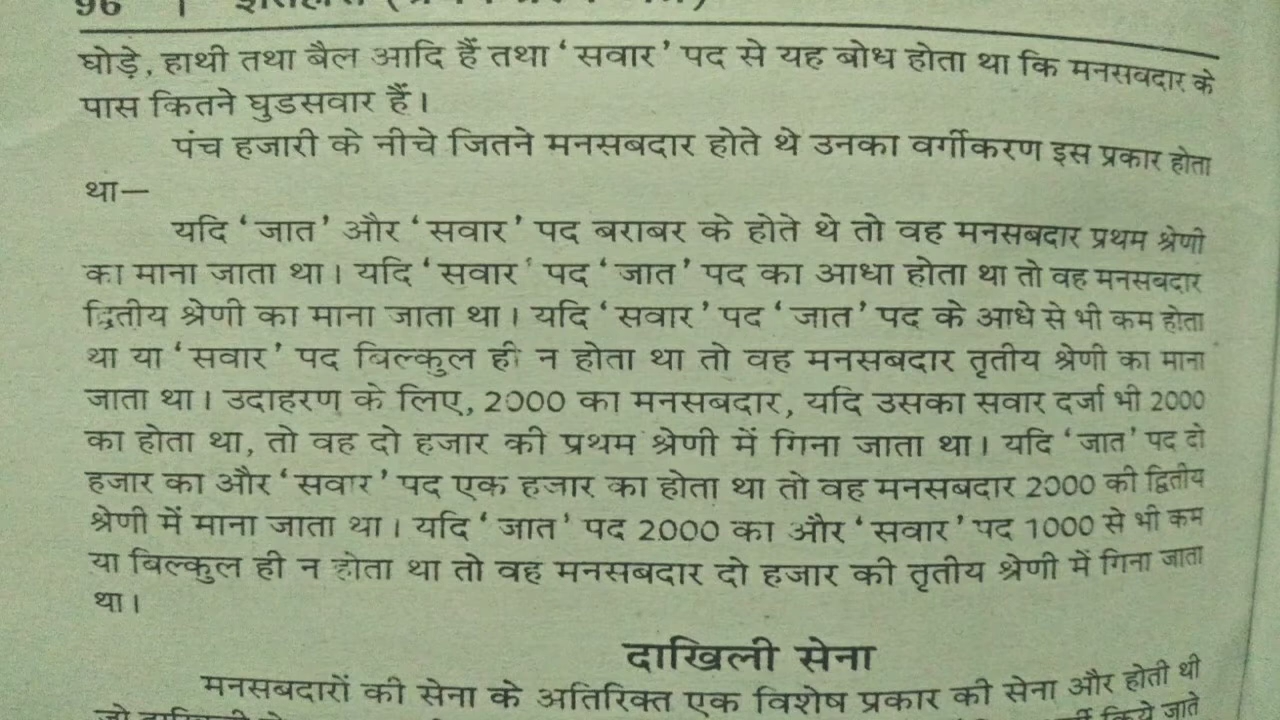 96 | इतिहास
घोड़े, हाथी तथा बैल आदि हैं तथा ‘सवार’ पद से यह बोध होता था कि मनसवदार के
पास कितने घुडसवार हैं।
पंच हजारी के नीचे जितने मनसबदार होते थे उनका वर्गीकरण इस प्रकार होता
था—
यदि ‘जात’ और ‘सवार’ पद बराबर के होते थे तो वह मनसबदार प्रथम श्रेणी
का माना जाता था। यदि ‘सवार‘ पद ‘जात’ पद का आधा होता था तो वह मनसबदार
द्वितीय श्रेणी का माना जाता था। यदि ‘सवार’ पद ‘जात’ पद के आधे से भी कम होता
था या ‘सवार’ पद बिल्कुल ही न होता था तो वह मनसबदार तृतीय श्रेणी का माना
जाता था। उदाहरण के लिए, 2000 का मनसबदार, यदि उसका सवार दर्जा भी 2000
का होता था, तो वह दो हजार की प्रथम श्रेणी में गिना जाता था। यदि ‘जात’ पद दो
हजार का और ‘सवार’ पद एक हजार का होता था तो वह मनसबदार 2000 की द्वितीय
श्रेणी में माना जाता था। यदि ‘जात’ पद 2000 का और ‘सवार’ पद 1000 से भी कम
या बिल्कुल ही न होता था तो वह मनसबदार दो हजार की तृतीय श्रेणी में गिना जाता
था।
दाखिली सेना
मनसबदारों की सेना के अतिरिक्त एक विशेष प्रकार की सेना और होती थी
जो किये जाते